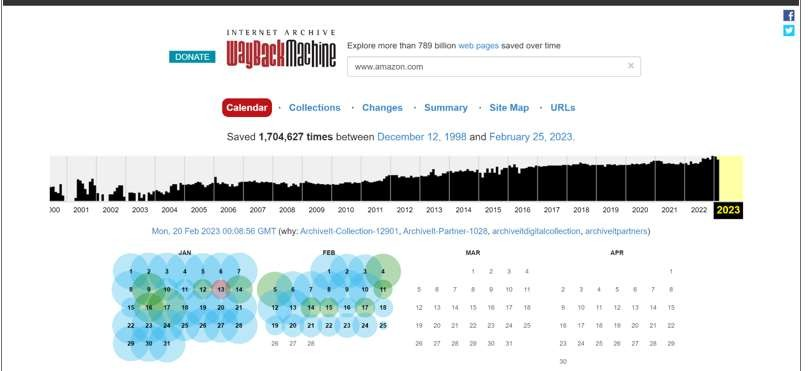 INTERNET ARCHIVE
WayBackMachine
DONATE
Explore more than 789 billion web pages saved over time
www.amazon.com ×
Calendar · Collections · Changes · Summary · Site Map · URLs
Saved 1,704,627 times between December 12, 1998 and February 25, 2023.
00 2001 2002 2003 2004 2005 2006 2007 2008 2009 2010 2011 2012 2013 2014 2015 2016 2017 2018 2019 2020 2021 2022 2023
Mon, 20 Feb 2023 00:08:56 GMT (why: ArchiveIt-Collection-12901, ArchiveIt-Partner-1028, archiveitdigitalcollection, archiveitpartners)
JAN
1 2 3 4 5 6 7
8 9 10 11 12 13 14
15 16 17 18 19 20 21
22 23 24 25 26 27 28
29 30 31
FEB
1 2 3 4
5 6 7 8 9 10 11
12 13 14 15 16 17 18
19 20 21 22 23 24 25
26 27 28
MAR
1 2 3 4
5 6 7 8 9 10 11
12 13 14 15 16 17 18
19 20 21 22 23 24 25
26 27 28 29 30 31
APR
1
2 3 4 5 6 7 8
9 10 11 12 13 14 15
16 17 18 19 20 21 22
23 24 25 26 27 28 29
30